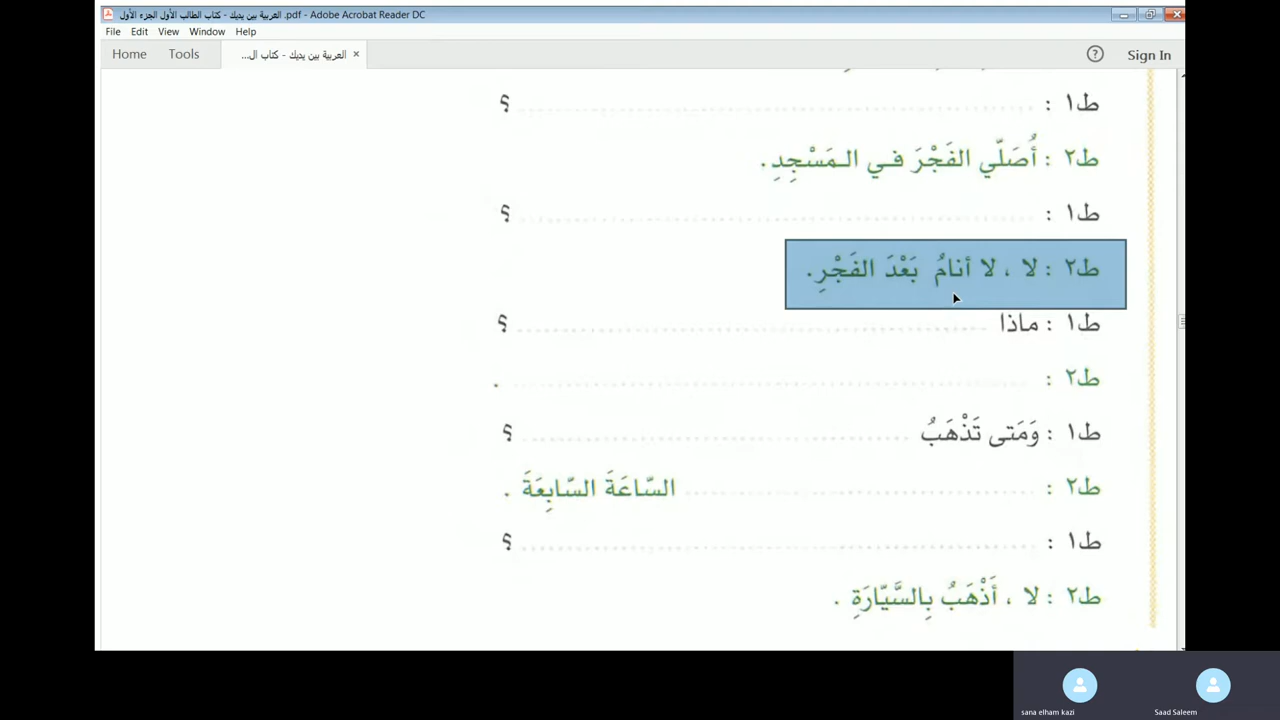 العربية بين يديك - كتاب الطالب الأول الجزء الأول.pdf - Adobe Acrobat Reader DC
File Edit View Window Help
Home Tools العربية بين يديك - كتاب ال... × ? Sign In
ط١ : ........................................ ؟
ط٢ : أُصَلّي الفَجْرَ في الـمَسْجِدِ .
ط١ : ........................................ ؟
ط٢ : لا ، لا أنامُ بَعْدَ الفَجْرِ .
ط١ : ماذا ........................................ ؟
ط٢ : ........................................ .
ط١ : وَمَتى تَذْهَبُ ........................................ ؟
ط٢ : ........................................ السّاعَةَ السّابِعَةَ .
ط١ : ........................................ ؟
ط٢ : لا ، أَذْهَبُ بِالسَّيّارَةِ .
sana elham kazi
Saad Saleem